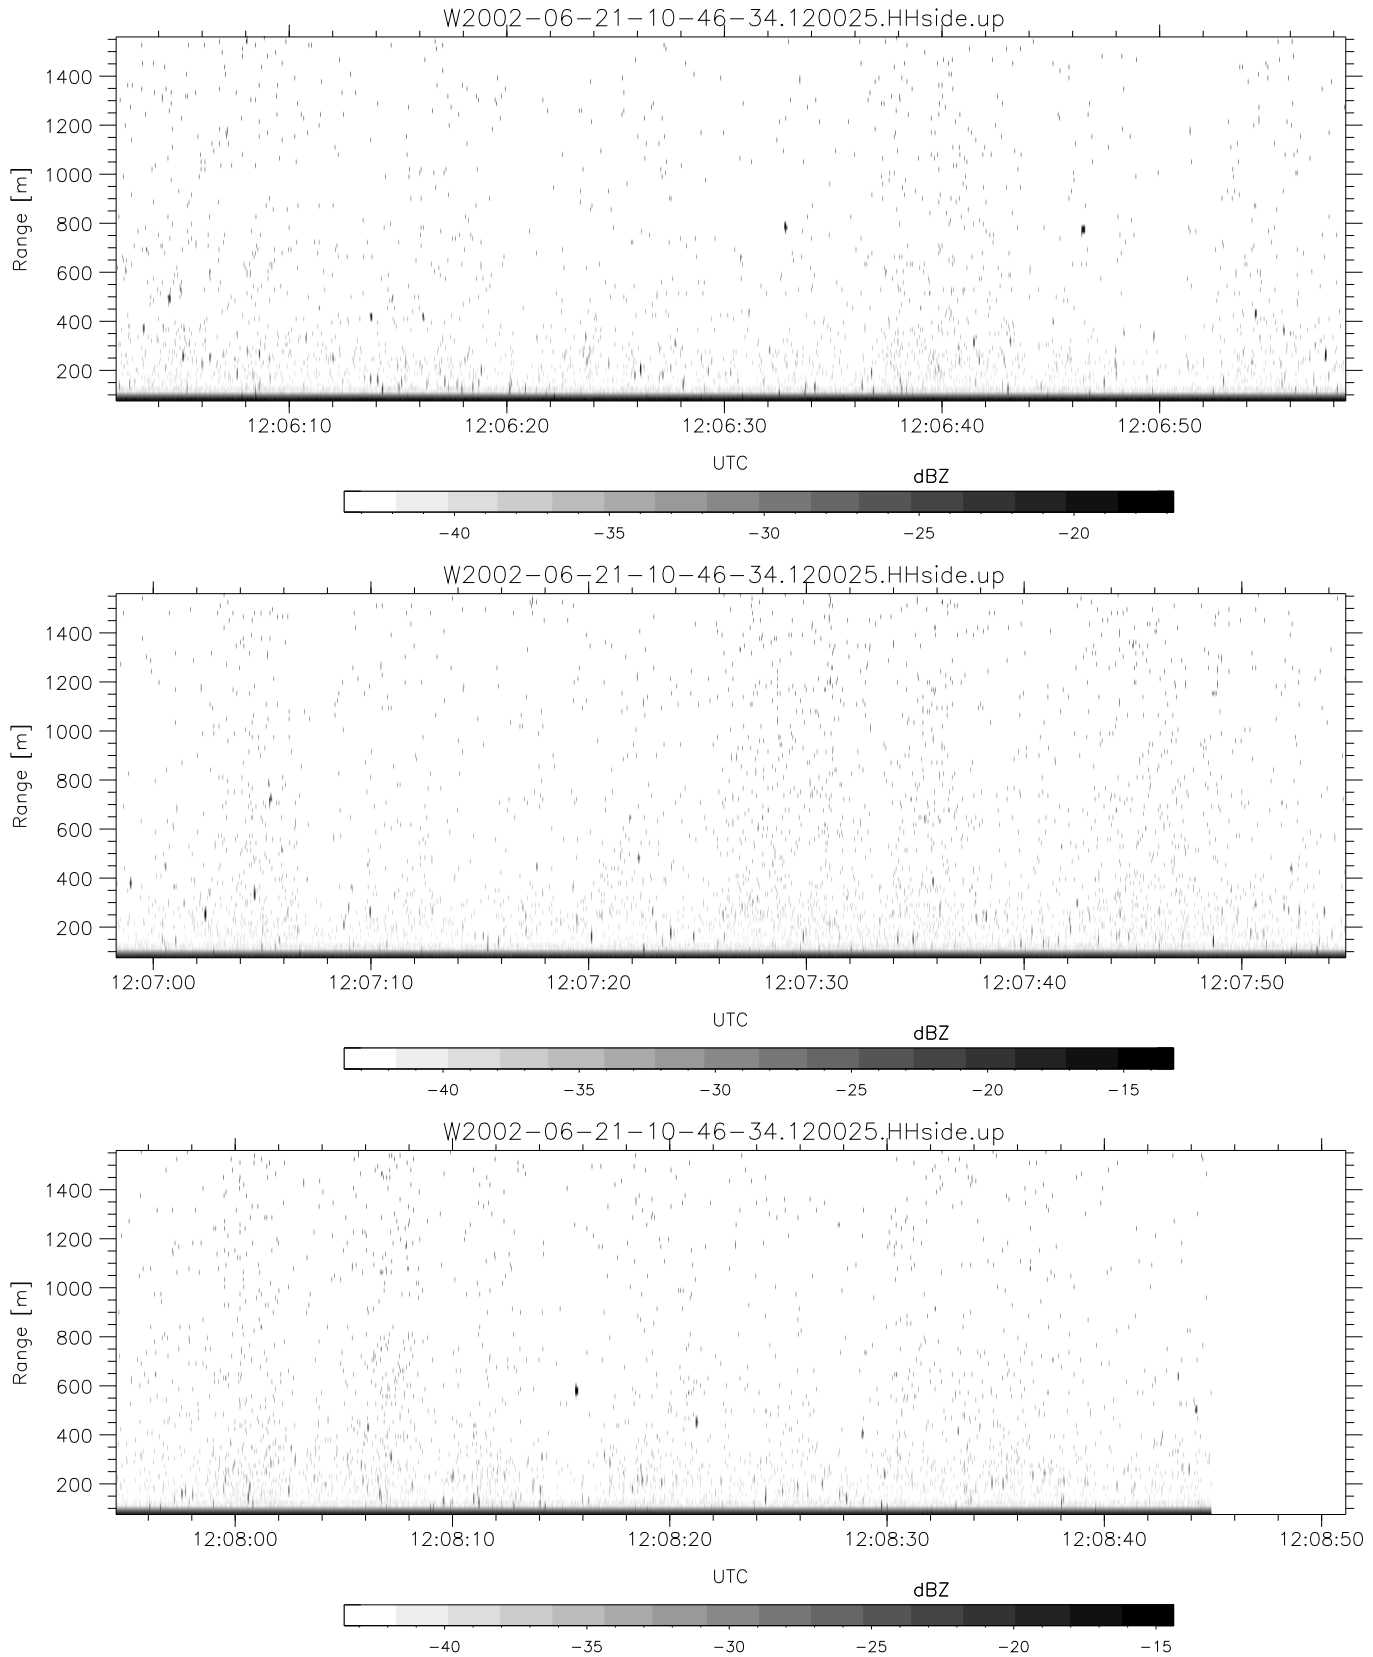 W2002-06-21-10-46-34.120025.HHside.up
1400
1200
1000
800
600
400
200
Range [m]
12:06:10 12:06:20 12:06:30 12:06:40 12:06:50
UTC
dBZ
-40 -35 -30 -25 -20
W2002-06-21-10-46-34.120025.HHside.up
1400
1200
1000
800
600
400
200
Range [m]
12:07:00 12:07:10 12:07:20 12:07:30 12:07:40 12:07:50
UTC
dBZ
-40 -35 -30 -25 -20 -15
W2002-06-21-10-46-34.120025.HHside.up
1400
1200
1000
800
600
400
200
Range [m]
12:08:00 12:08:10 12:08:20 12:08:30 12:08:40 12:08:50
UTC
dBZ
-40 -35 -30 -25 -20 -15